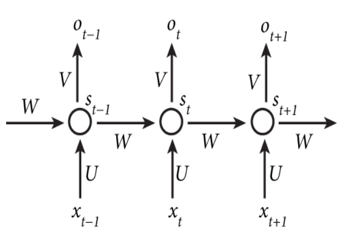 o_{t-1} o_t o_{t+1}
V V V
W s_{t-1} s_t s_{t+1}
W W W
U U U
x_{t-1} x_t x_{t+1}